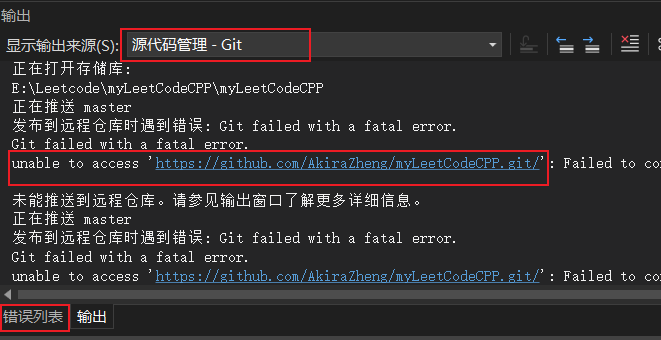 输出
显示输出来源(S): 源代码管理 - Git
正在打开存储库:
E:\Leetcode\myLeetCodeCPP\myLeetCodeCPP
正在推送 master
发布到远程仓库时遇到错误: Git failed with a fatal error.
Git failed with a fatal error.
unable to access 'https://github.com/AkiraZheng/myLeetCodeCPP.git/': Failed to co
未能推送到远程仓库。请参见输出窗口了解更多详细信息。
正在推送 master
发布到远程仓库时遇到错误: Git failed with a fatal error.
Git failed with a fatal error.
unable to access 'https://github.com/AkiraZheng/myLeetCodeCPP.git/': Failed to co
错误列表 输出